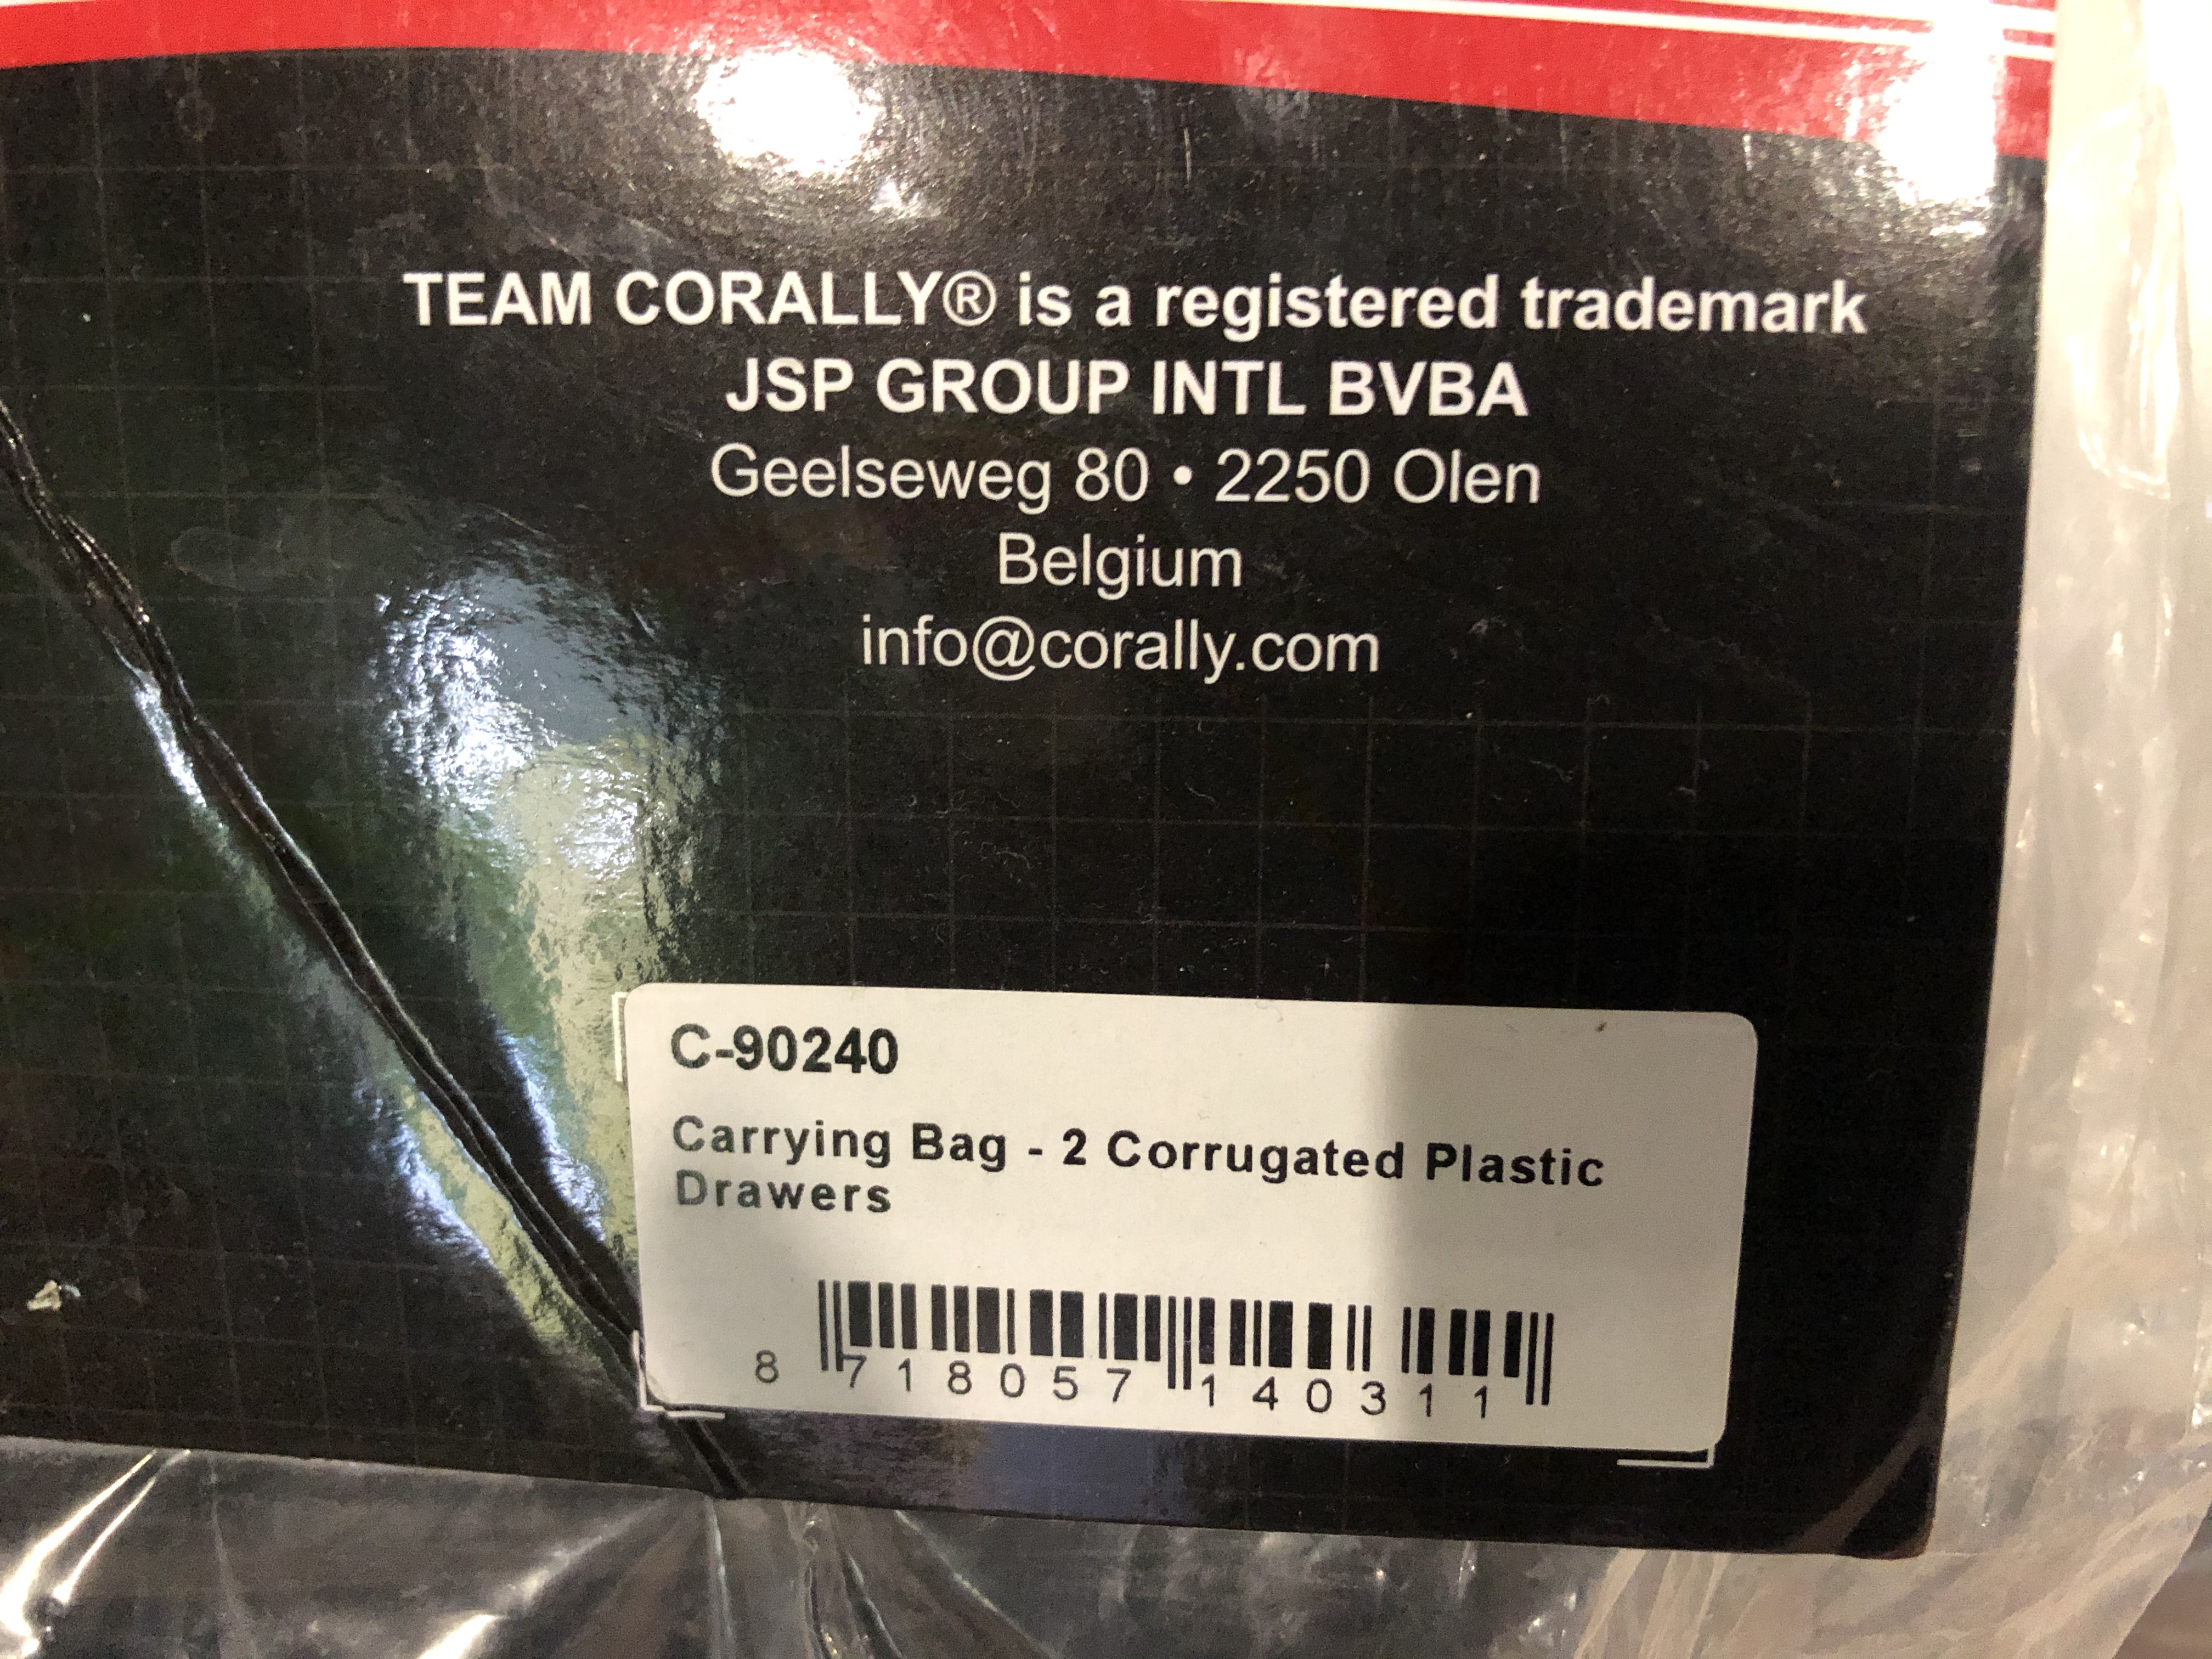 TEAM CORALLY® is a registered trademark
JSP GROUP INTL BVBA
Geelseweg 80 • 2250 Olen
Belgium
info@corally.com
C-90240
Carrying Bag - 2 Corrugated Plastic
Drawers
8 718057 140311